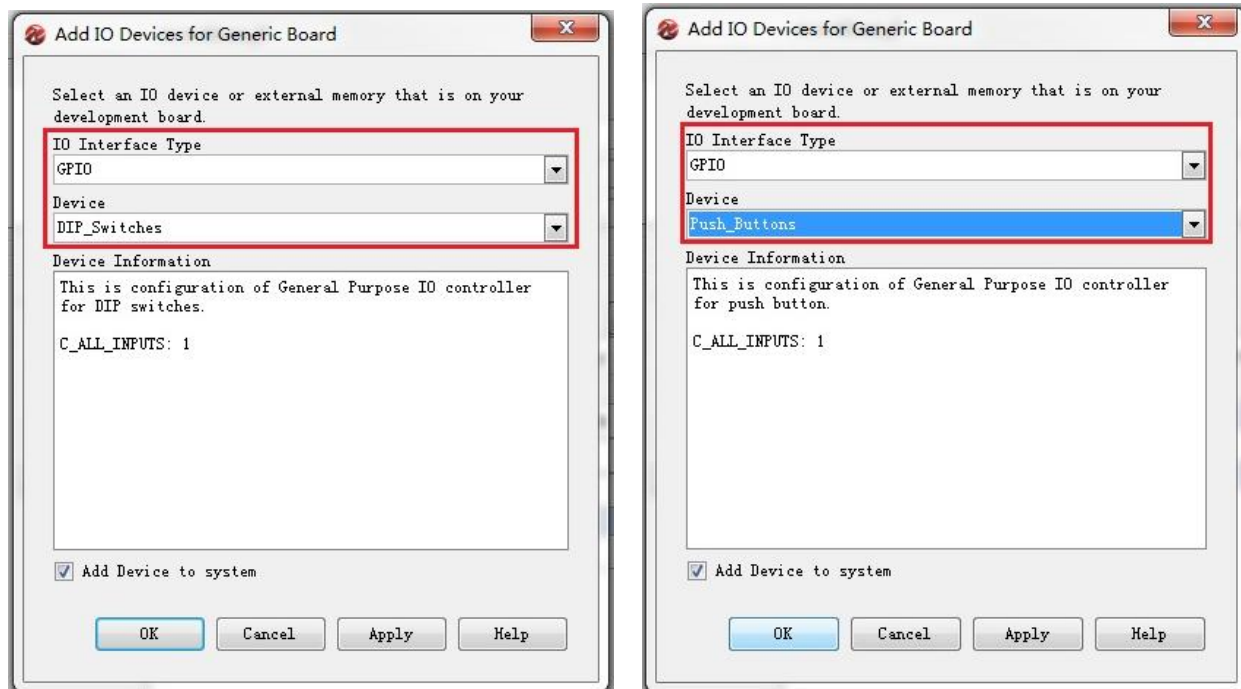 Add IO Devices for Generic Board
Select an IO device or external memory that is on your
development board.
IO Interface Type
GPIO
Device
DIP_Switches
Device Information
This is configuration of General Purpose IO controller
for DIP switches.
C_ALL_INPUTS: 1
Add Device to system
OK
Cancel
Apply
Help
Add IO Devices for Generic Board
Select an IO device or external memory that is on your
development board.
IO Interface Type
GPIO
Device
Push_Buttons
Device Information
This is configuration of General Purpose IO controller
for push button.
C_ALL_INPUTS: 1
Add Device to system
OK
Cancel
Apply
Help